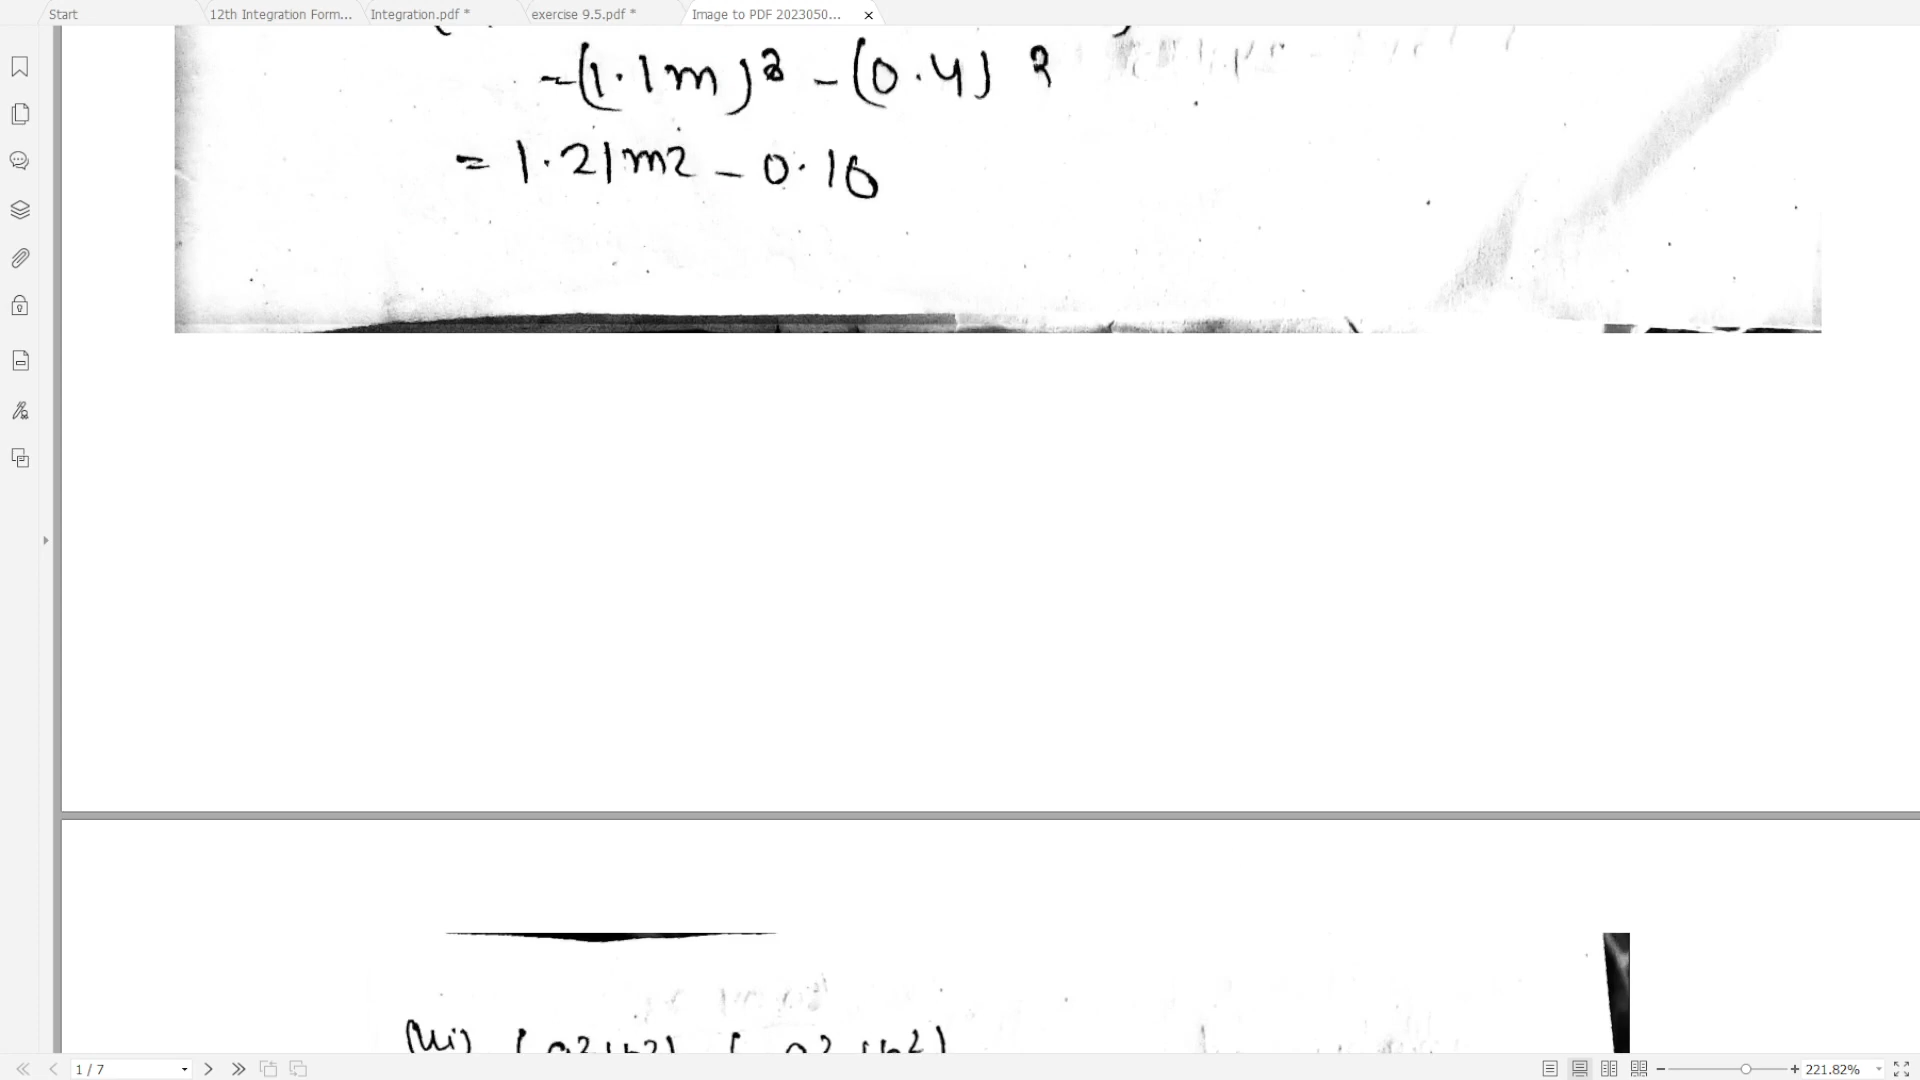 Start 12th Integration Form... Integration.pdf * exercise 9.5.pdf * Image to PDF 2023050...
=(1.1m)2 - (0.4)2
= 1.21m2 - 0.16
1 / 7 221.82%